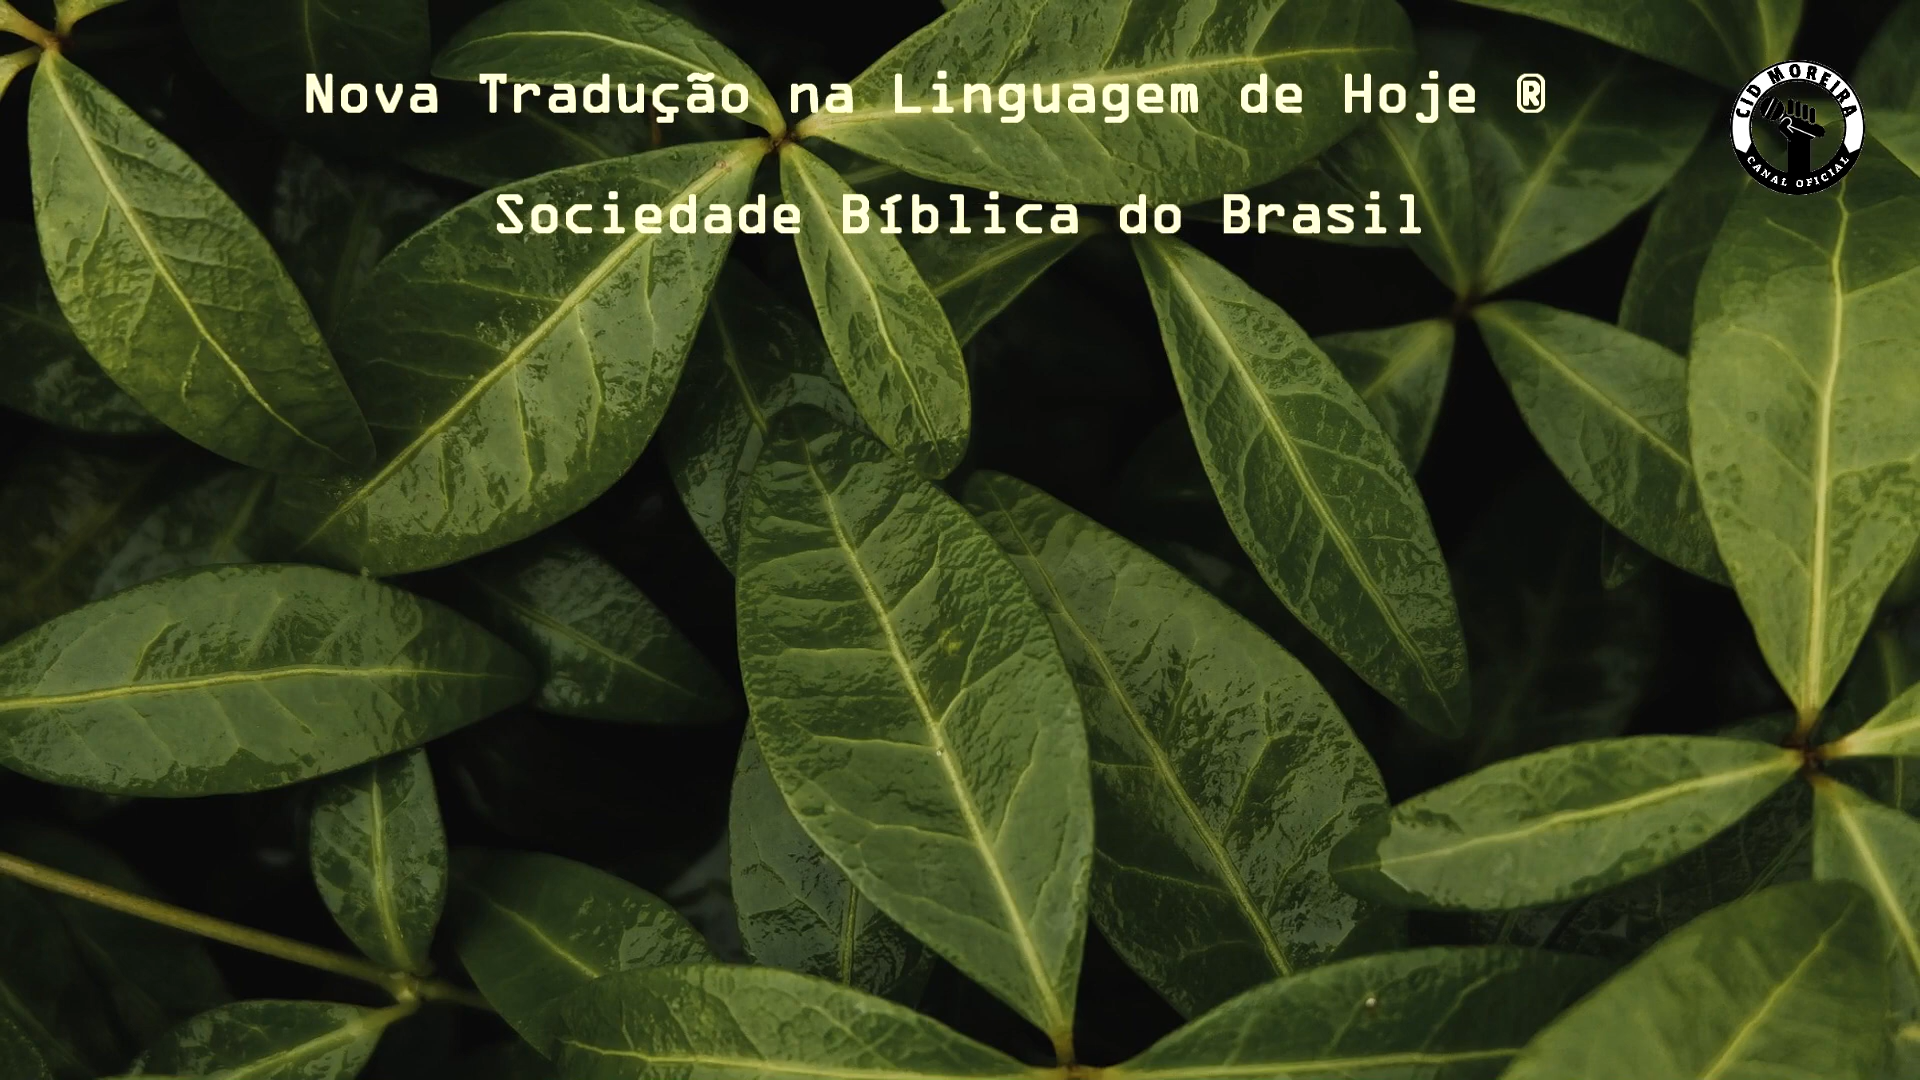 Nova Tradução na Linguagem de Hoje ®
Sociedade Bíblica do Brasil
CID MOREIRA
CANAL OFICIAL